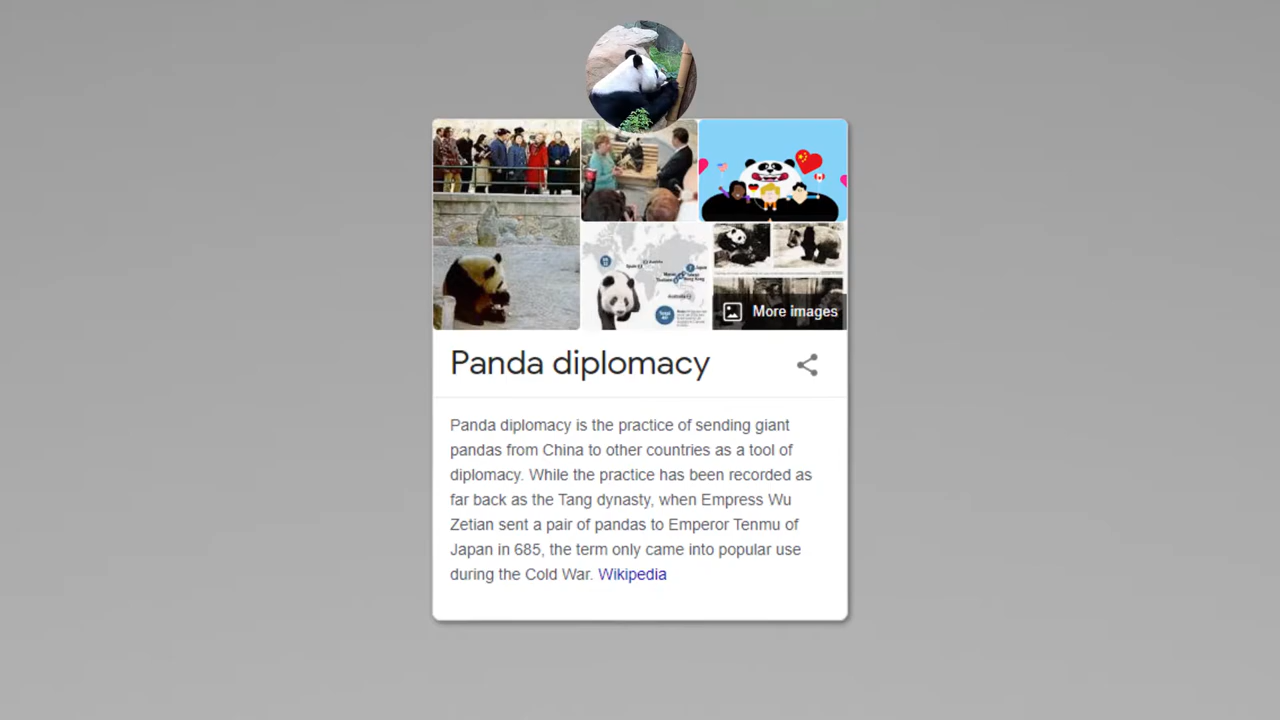 More images
Panda diplomacy
Panda diplomacy is the practice of sending giant
pandas from China to other countries as a tool of
diplomacy. While the practice has been recorded as
far back as the Tang dynasty, when Empress Wu
Zetian sent a pair of pandas to Emperor Tenmu of
Japan in 685, the term only came into popular use
during the Cold War. Wikipedia